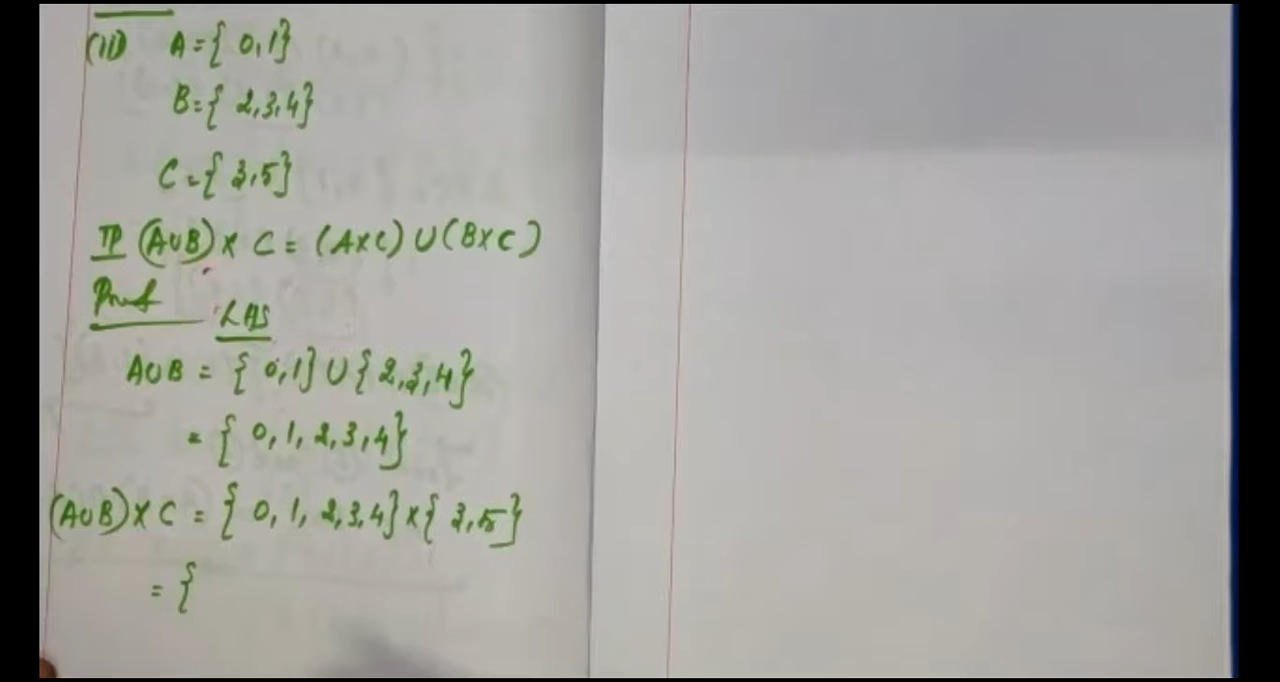 (II) A = { 0,1}
B = { 2,3,4}
C = { 3,5}
TP (A∪B) × C = (A×C) ∪ (B×C)
Proof
LHS
A∪B = { 0,1} ∪ { 2,3,4}
= { 0, 1, 2, 3, 4}
(A∪B) × C = { 0, 1, 2,3,4} × { 3,5}
= {